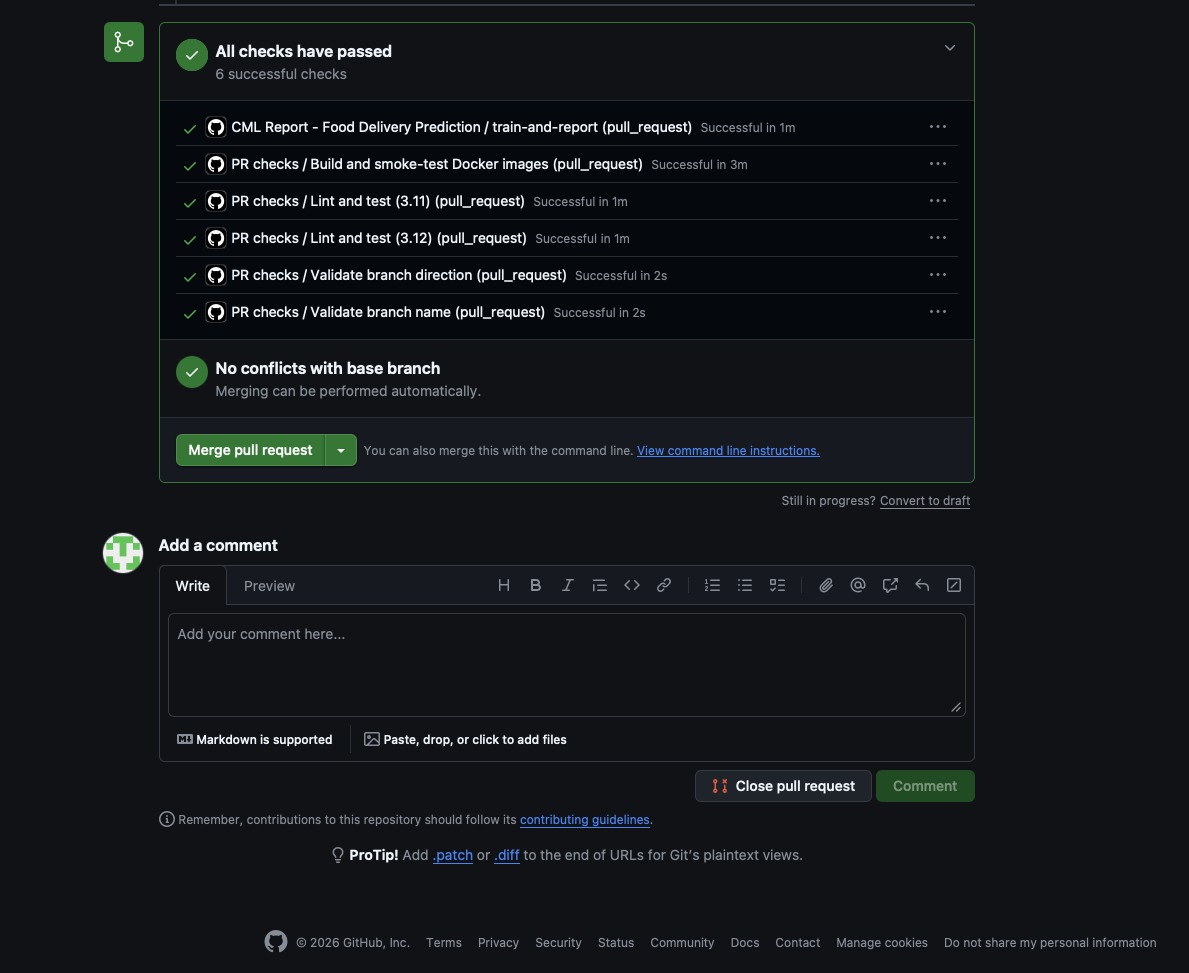 All checks have passed
6 successful checks
CML Report - Food Delivery Prediction / train-and-report (pull_request) Successful in 1m
PR checks / Build and smoke-test Docker images (pull_request) Successful in 3m
PR checks / Lint and test (3.11) (pull_request) Successful in 1m
PR checks / Lint and test (3.12) (pull_request) Successful in 1m
PR checks / Validate branch direction (pull_request) Successful in 2s
PR checks / Validate branch name (pull_request) Successful in 2s
No conflicts with base branch
Merging can be performed automatically.
Merge pull request You can also merge this with the command line. View command line instructions.
Still in progress? Convert to draft
Add a comment
Write Preview
Add your comment here...
Markdown is supported Paste, drop, or click to add files
Close pull request Comment
Remember, contributions to this repository should follow its contributing guidelines.
ProTip! Add .patch or .diff to the end of URLs for Git's plaintext views.
© 2026 GitHub, Inc. Terms Privacy Security Status Community Docs Contact Manage cookies Do not share my personal information